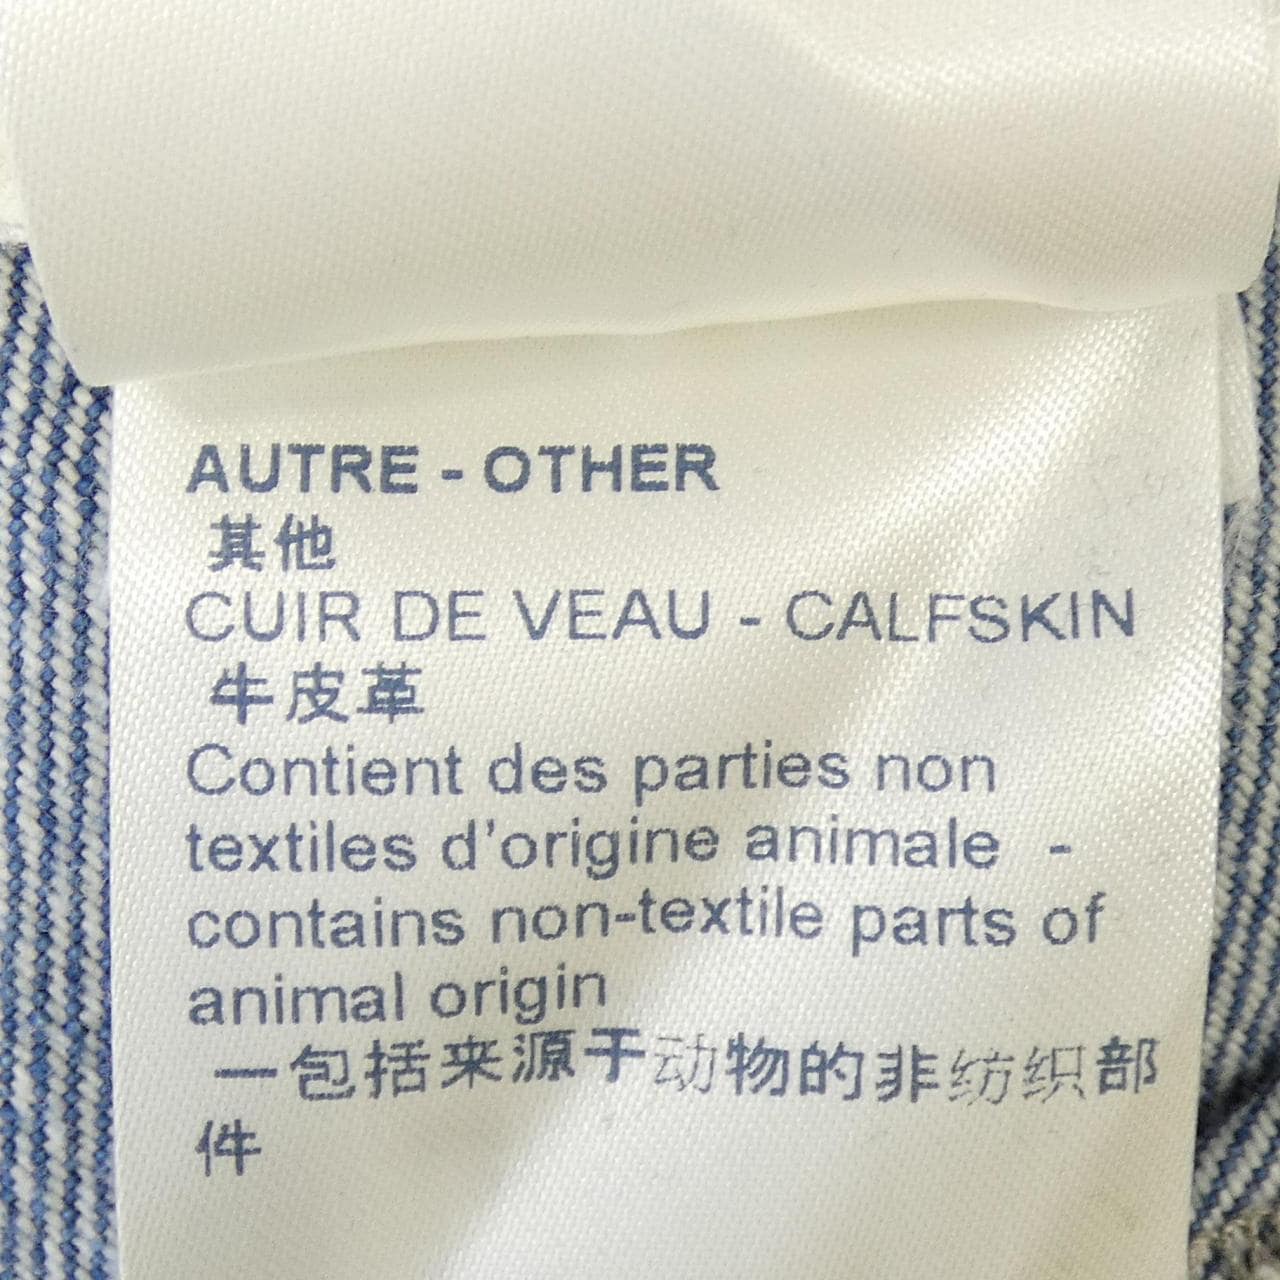 AUTRE - OTHER
其他
CUIR DE VEAU - CALFSKIN
牛皮革
Contient des parties non
textiles d'origine animale -
contains non-textile parts of
animal origin
一包括来源于动物的非纺织部
件